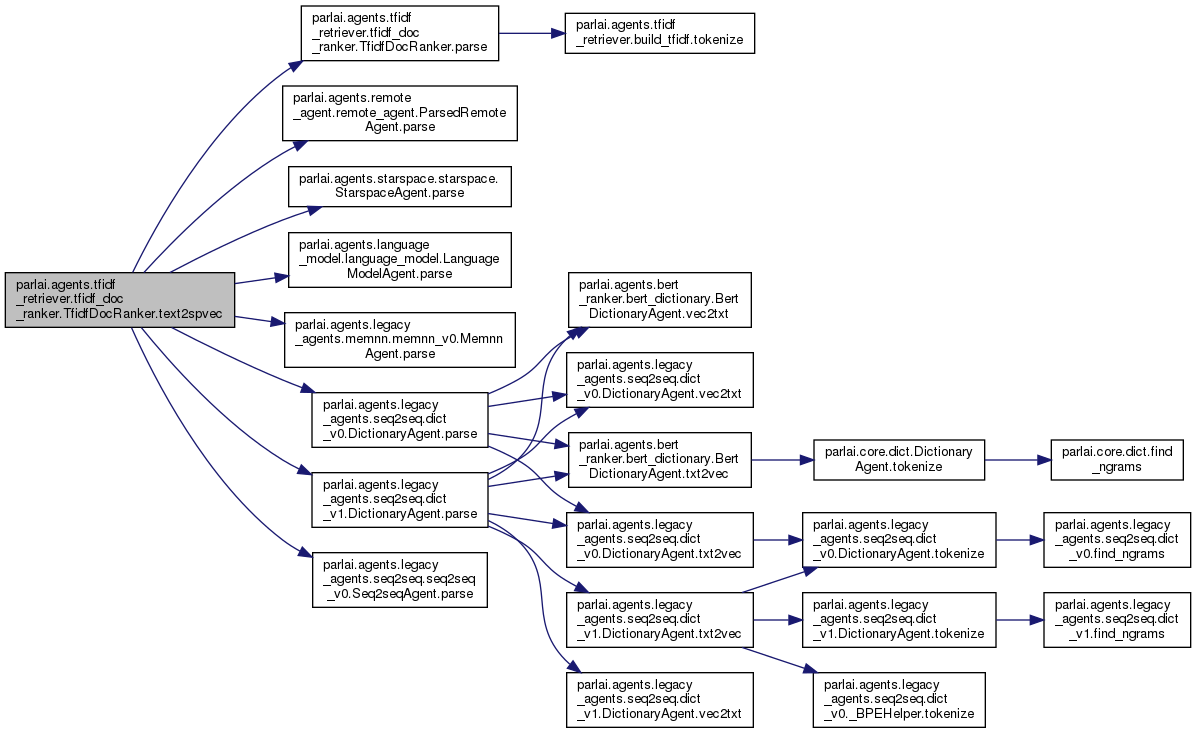 parlai.agents.tfidf
_retriever.tfidf_doc
_ranker.TfidfDocRanker.text2spvec
parlai.agents.tfidf
_retriever.tfidf_doc
_ranker.TfidfDocRanker.parse
parlai.agents.tfidf
_retriever.build_tfidf.tokenize
parlai.agents.remote
_agent.remote_agent.ParsedRemote
Agent.parse
parlai.agents.starspace.starspace.
StarspaceAgent.parse
parlai.agents.language
_model.language_model.Language
ModelAgent.parse
parlai.agents.legacy
_agents.memnn.memnn_v0.Memnn
Agent.parse
parlai.agents.legacy
_agents.seq2seq.dict
_v0.DictionaryAgent.parse
parlai.agents.legacy
_agents.seq2seq.dict
_v1.DictionaryAgent.parse
parlai.agents.legacy
_agents.seq2seq.seq2seq
_v0.Seq2seqAgent.parse
parlai.agents.bert
_ranker.bert_dictionary.Bert
DictionaryAgent.vec2txt
parlai.agents.legacy
_agents.seq2seq.dict
_v0.DictionaryAgent.vec2txt
parlai.agents.bert
_ranker.bert_dictionary.Bert
DictionaryAgent.txt2vec
parlai.core.dict.Dictionary
Agent.tokenize
parlai.core.dict.find
_ngrams
parlai.agents.legacy
_agents.seq2seq.dict
_v0.DictionaryAgent.txt2vec
parlai.agents.legacy
_agents.seq2seq.dict
_v0.DictionaryAgent.tokenize
parlai.agents.legacy
_agents.seq2seq.dict
_v0.find_ngrams
parlai.agents.legacy
_agents.seq2seq.dict
_v1.DictionaryAgent.txt2vec
parlai.agents.legacy
_agents.seq2seq.dict
_v1.DictionaryAgent.tokenize
parlai.agents.legacy
_agents.seq2seq.dict
_v1.find_ngrams
parlai.agents.legacy
_agents.seq2seq.dict
_v1.DictionaryAgent.vec2txt
parlai.agents.legacy
_agents.seq2seq.dict
_v0._BPEHelper.tokenize